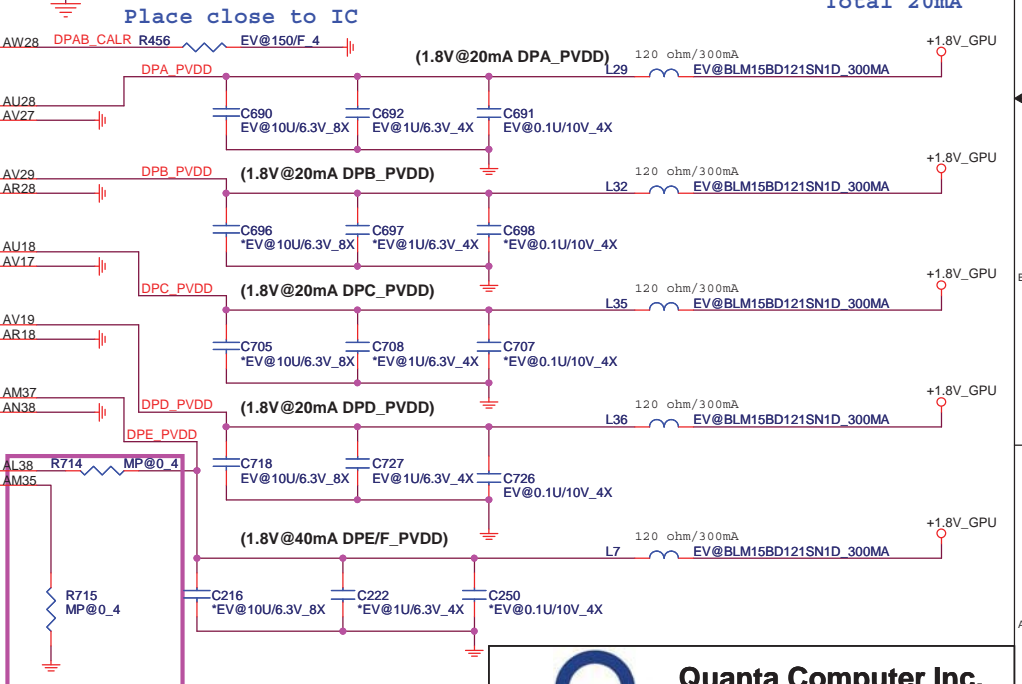 Total 20mA
Place close to IC
AW28 DPAB_CALR R456 EV@150/F_4
+1.8V_GPU
(1.8V@20mA DPA_PVDD) 120 ohm/300mA
DPA_PVDD L29 EV@BLM15BD121SN1D_300MA
AU28
AV27
C690 C692 C691
EV@10U/6.3V_8X EV@1U/6.3V_4X EV@0.1U/10V_4X
+1.8V_GPU
AV29 DPB_PVDD (1.8V@20mA DPB_PVDD) 120 ohm/300mA
AR28 L32 EV@BLM15BD121SN1D_300MA
C696 C697 C698
*EV@10U/6.3V_8X *EV@1U/6.3V_4X *EV@0.1U/10V_4X
AU18
AV17
+1.8V_GPU
DPC_PVDD (1.8V@20mA DPC_PVDD) 120 ohm/300mA
L35 EV@BLM15BD121SN1D_300MA
B
AV19
AR18
C705 C708 C707
*EV@10U/6.3V_8X *EV@1U/6.3V_4X *EV@0.1U/10V_4X
+1.8V_GPU
AM37
AN38
DPD_PVDD (1.8V@20mA DPD_PVDD) 120 ohm/300mA
L36 EV@BLM15BD121SN1D_300MA
DPE_PVDD
AL38 R714 MP@0_4
AM35
C718 C727 C726
EV@10U/6.3V_8X EV@1U/6.3V_4X EV@0.1U/10V_4X
+1.8V_GPU
(1.8V@40mA DPE/F_PVDD) 120 ohm/300mA
L7 EV@BLM15BD121SN1D_300MA
R715
MP@0_4
C216 C222 C250
*EV@10U/6.3V_8X *EV@1U/6.3V_4X *EV@0.1U/10V_4X
A
Quanta Computer Inc.